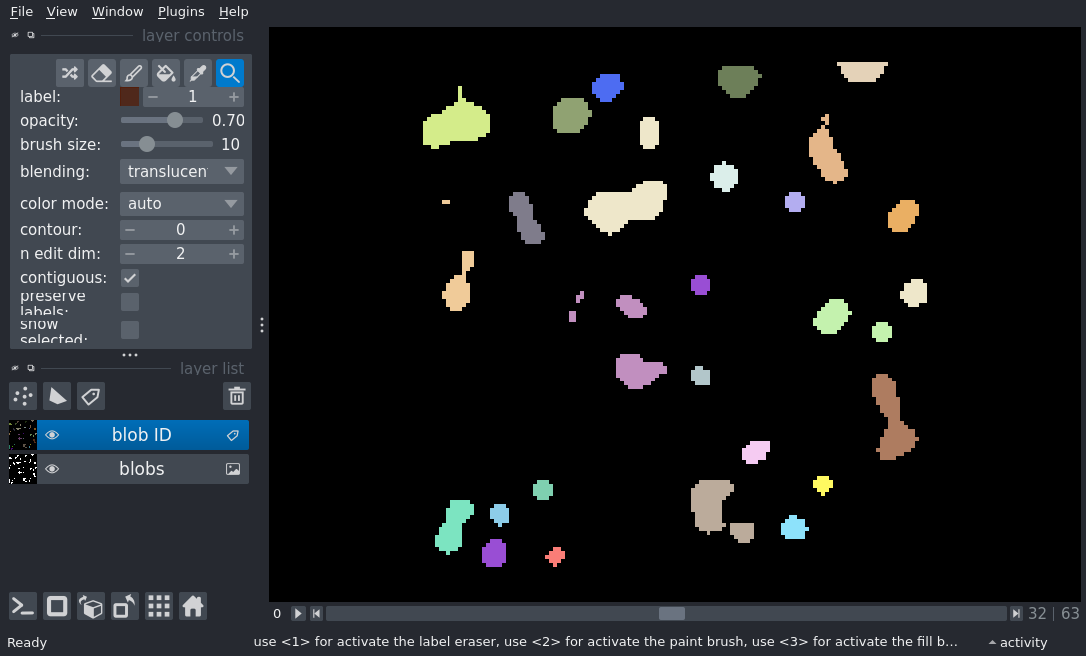 File View Window Plugins Help
layer controls
label: 1
opacity: 0.70
brush size: 10
blending: translucen
color mode: auto
contour: 0
n edit dim: 2
contiguous:
preserve
labels:
show
selected:
layer list
blob ID
blobs
0 32 63
Ready use <1> for activate the label eraser, use <2> for activate the paint brush, use <3> for activate the fill b... activity